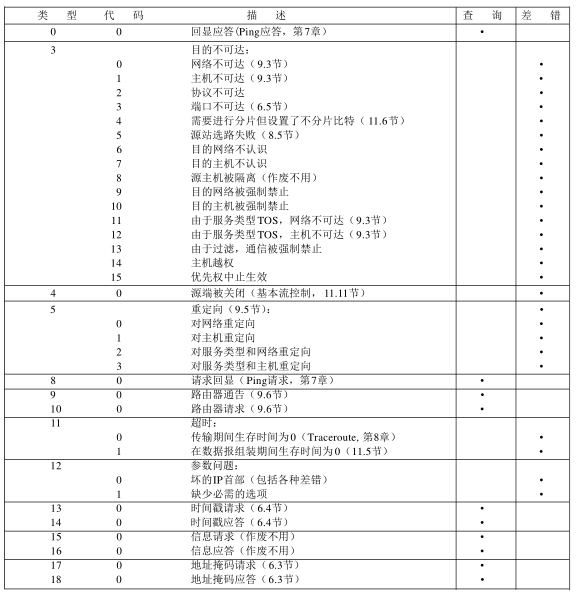 类 型 代 码 描 述 查 询 差 错
0 0 回显应答(Ping应答，第7章) •
3 目的不可达：
0 网络不可达（9.3节） •
1 主机不可达（9.3节） •
2 协议不可达 •
3 端口不可达（6.5节） •
4 需要进行分片但设置了不分片比特（11.6节） •
5 源站选路失败（8.5节） •
6 目的网络不认识 •
7 目的主机不认识 •
8 源主机被隔离（作废不用） •
9 目的网络被强制禁止 •
10 目的主机被强制禁止 •
11 由于服务类型TOS，网络不可达（9.3节） •
12 由于服务类型TOS，主机不可达（9.3节） •
13 由于过滤，通信被强制禁止 •
14 主机越权 •
15 优先权中止生效 •
4 0 源端被关闭（基本流控制，11.11节） •
5 重定向（9.5节）： •
0 对网络重定向 •
1 对主机重定向 •
2 对服务类型和网络重定向 •
3 对服务类型和主机重定向 •
8 0 请求回显（Ping请求，第7章） •
9 0 路由器通告（9.6节） •
10 0 路由器请求（9.6节） •
11 超时：
0 传输期间生存时间为0（Traceroute, 第8章） •
1 在数据报组装期间生存时间为0（11.5节） •
12 参数问题：
0 坏的IP首部（包括各种差错） •
1 缺少必需的选项 •
13 0 时间戳请求（6.4节） •
14 0 时间戳应答（6.4节） •
15 0 信息请求（作废不用） •
16 0 信息应答（作废不用） •
17 0 地址掩码请求（6.3节） •
18 0 地址掩码应答（6.3节） •